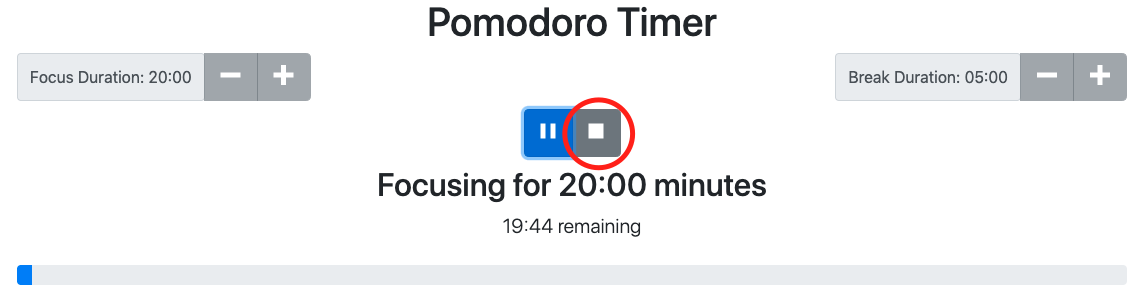 Pomodoro Timer
Focus Duration: 20:00
Break Duration: 05:00
Focusing for 20:00 minutes
19:44 remaining